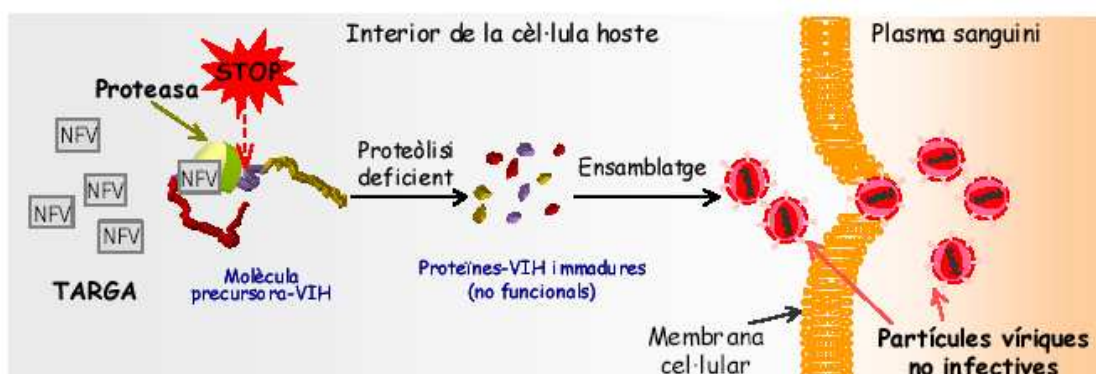 Interior de la cèl·lula hoste
Plasma sanguini
STOP
Proteasa
NFV
NFV
NFV
NFV
NFV
Proteòlisi
deficient
Ensamblatge
TARGA
Molècula
precursora-VIH
Proteïnes-VIH immadures
(no funcionals)
Membrana
cel·lular
Partícules víriques
no infectives